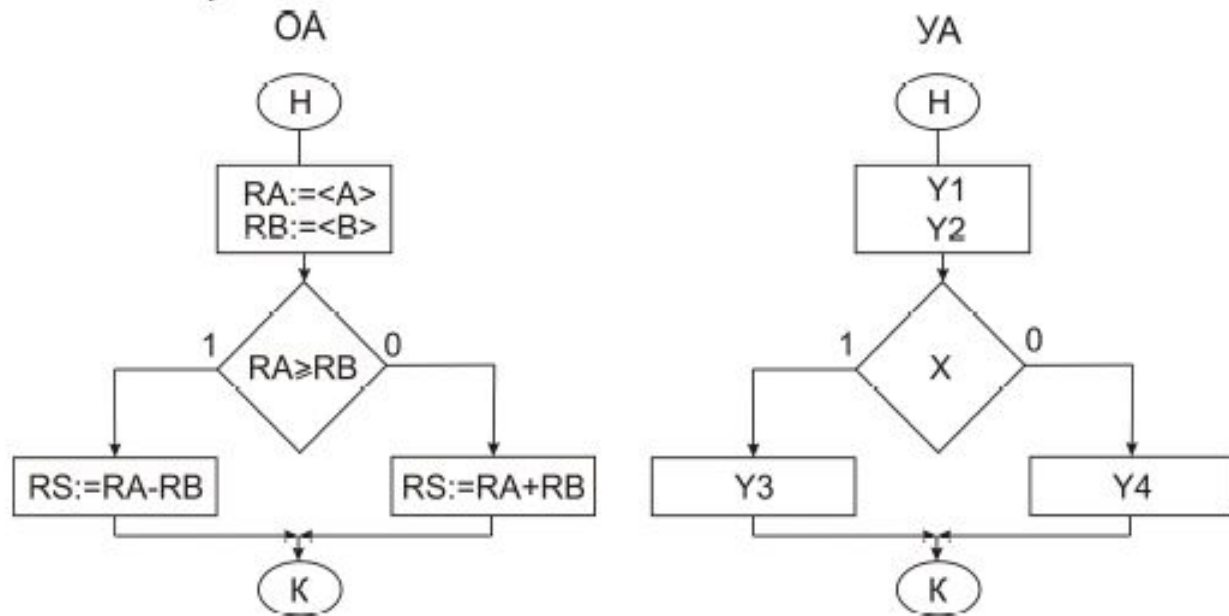 ОА
Н
RA:=<A>
RB:=<B>
1
0
RA⩾RB
RS:=RA-RB
RS:=RA+RB
К
УА
Н
Y1
Y2
1
0
X
Y3
Y4
К